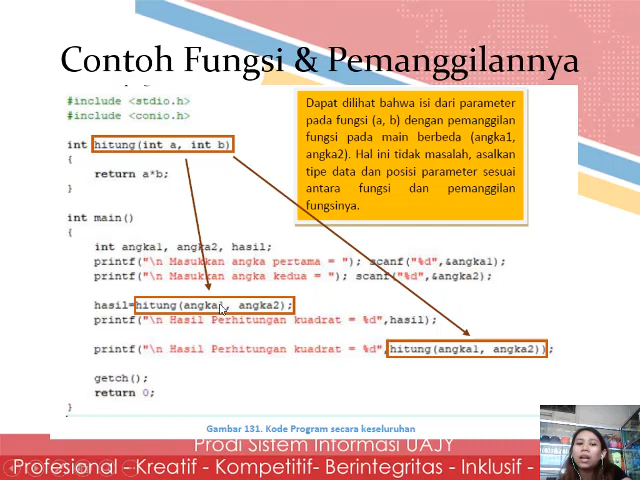 Contoh Fungsi & Pemanggilannya
#include <stdio.h>
#include <conio.h>
int hitung(int a, int b)
{
return a*b;
}
int main()
{
int angka1, angka2, hasil;
printf("\n Masukkan angka pertama = "); scanf("%d",&angka1);
printf("\n Masukkan angka kedua = "); scanf("%d",&angka2);
hasil=hitung(angka1, angka2);
printf("\n Hasil Perhitungan kuadrat = %d",hasil);
printf("\n Hasil Perhitungan kuadrat = %d",hitung(angka1, angka2));
getch();
return 0;
}
Dapat dilihat bahwa isi dari parameter
pada fungsi (a, b) dengan pemanggilan
fungsi pada main berbeda (angka1,
angka2). Hal ini tidak masalah, asalkan
tipe data dan posisi parameter sesuai
antara fungsi dan pemanggilan
fungsinya.
Gambar 131. Kode Program secara keseluruhan
Prodi Sistem Informasi UAJY
Profesional -Kreatif - Kompetitif- Berintegritas - Inklusif -